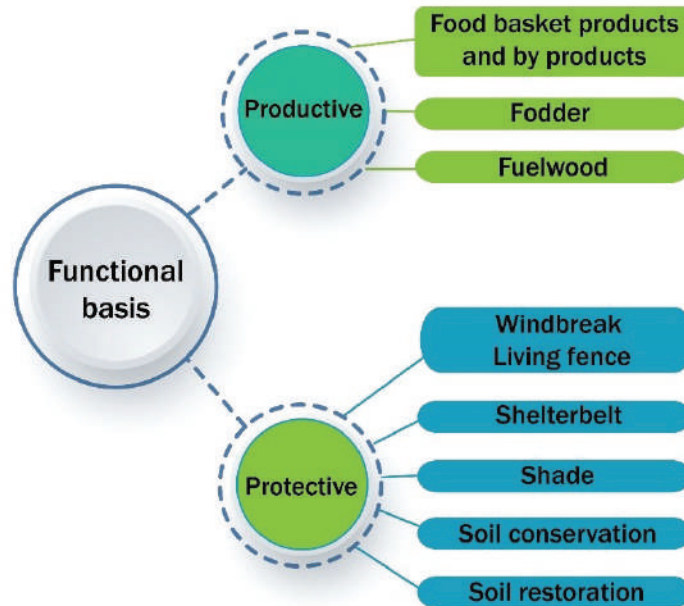 Functional
basis
Productive
Food basket products
and by products
Fodder
Fuelwood
Protective
Windbreak
Living fence
Shelterbelt
Shade
Soil conservation
Soil restoration